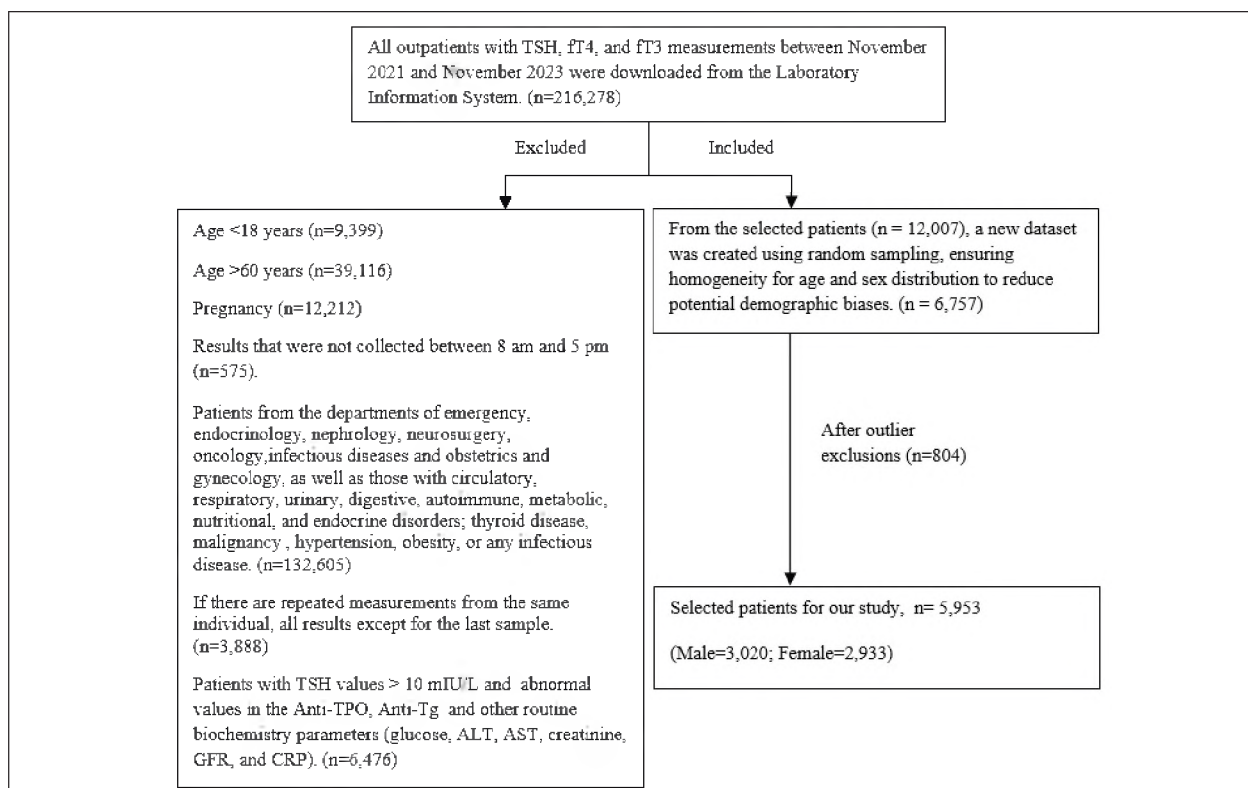 All outpatients with TSH, fT4, and fT3 measurements between November
2021 and November 2023 were downloaded from the Laboratory
Information System. (n=216,278)
Excluded
Included
Age <18 years (n=9,399)
Age >60 years (n=39,116)
Pregnancy (n=12,212)
Results that were not collected between 8 am and 5 pm
(n=575).
Patients from the departments of emergency,
endocrinology, nephrology, neurosurgery,
oncology,infectious diseases and obstetrics and
gynecology, as well as those with circulatory,
respiratory, urinary, digestive, autoimmune, metabolic,
nutritional, and endocrine disorders; thyroid disease,
malignancy , hypertension, obesity, or any infectious
disease. (n=132,605)
If there are repeated measurements from the same
individual, all results except for the last sample.
(n=3,888)
Patients with TSH values > 10 mIU/L and abnormal
values in the Anti-TPO, Anti-Tg and other routine
biochemistry parameters (glucose, ALT, AST, creatinine,
GFR, and CRP). (n=6,476)
From the selected patients (n = 12,007), a new dataset
was created using random sampling, ensuring
homogeneity for age and sex distribution to reduce
potential demographic biases. (n = 6,757)
After outlier
exclusions (n=804)
Selected patients for our study, n= 5,953
(Male=3,020; Female=2,933)